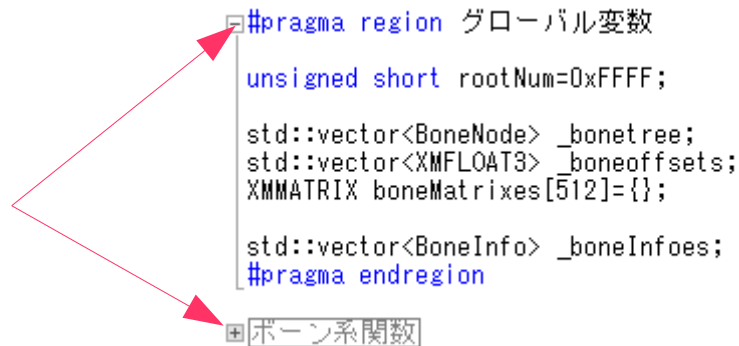 #pragma region グローバル変数
unsigned short rootNum=0xFFFF;
std::vector<BoneNode> _bonetree;
std::vector<XMFLOAT3> _boneoffsets;
XMMATRIX boneMatrixes[512]={};
std::vector<BoneInfo> _boneInfoes;
#pragma endregion
ボーン系関数